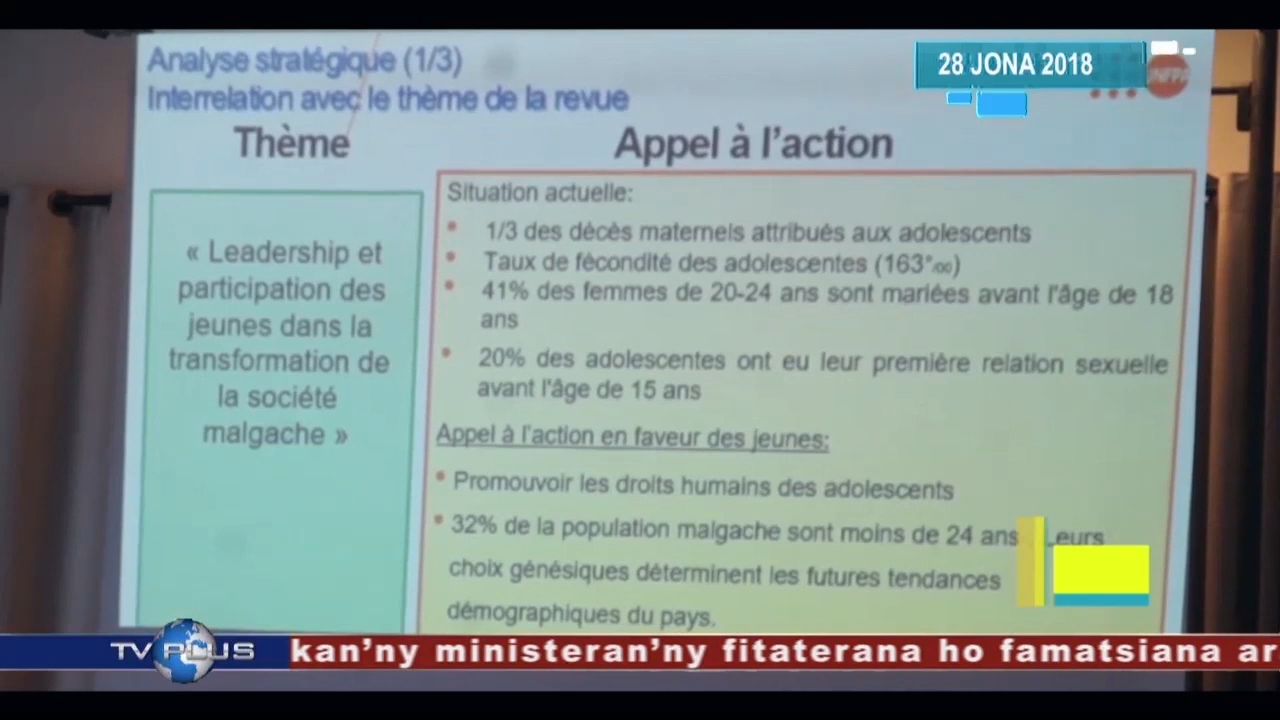 Analyse stratégique (1/3)
Interrelation avec le thème de la revue
28 JONA 2018
UNFPA
Thème
Appel à l'action
« Leadership et
participation des
jeunes dans la
transformation de
la société
malgache »
Situation actuelle:
• 1/3 des décès maternels attribués aux adolescents
• Taux de fècondité des adolescentes (163°/00)
• 41% des femmes de 20-24 ans sont mariées avant l'âge de 18
ans
• 20% des adolescentes ont eu leur première relation sexuelle
avant l'âge de 15 ans
Appel à l'action en faveur des jeunes:
• Promouvoir les droits humains des adolescents
• 32% de la population malgache sont moins de 24 ans Leurs
choix génésiques déterminent les futures tendances
démographiques du pays.
TV PLUS
kan'ny ministeran'ny fitaterana ho famatsiana ar